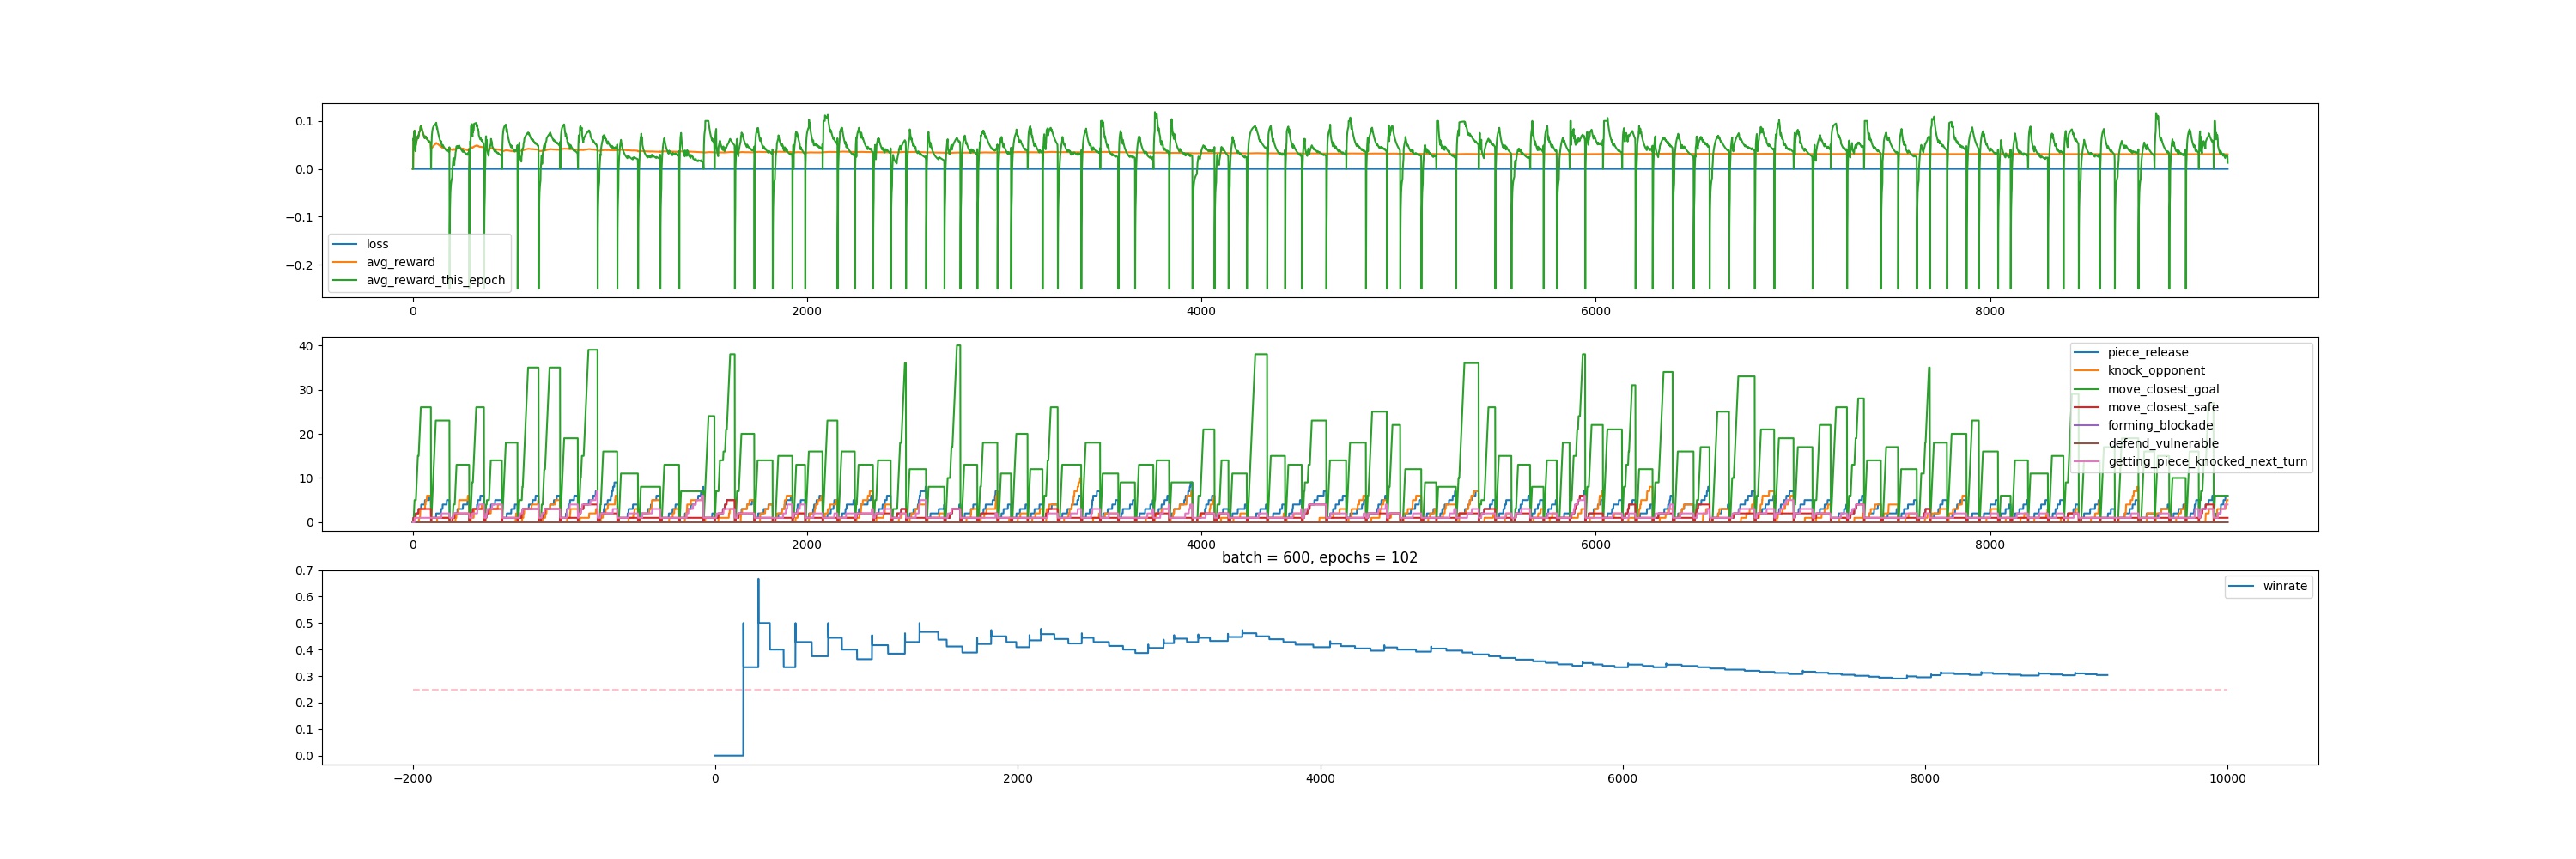 0.1
0.0
−0.1
−0.2
loss
avg_reward
avg_reward_this_epoch
0 2000 4000 6000 8000
40
30
20
10
0
piece_release
knock_opponent
move_closest_goal
move_closest_safe
forming_blockade
defend_vulnerable
getting_piece_knocked_next_turn
0 2000 4000 6000 8000
batch = 600, epochs = 102
0.7
0.6
0.5
0.4
0.3
0.2
0.1
0.0
winrate
−2000 0 2000 4000 6000 8000 10000